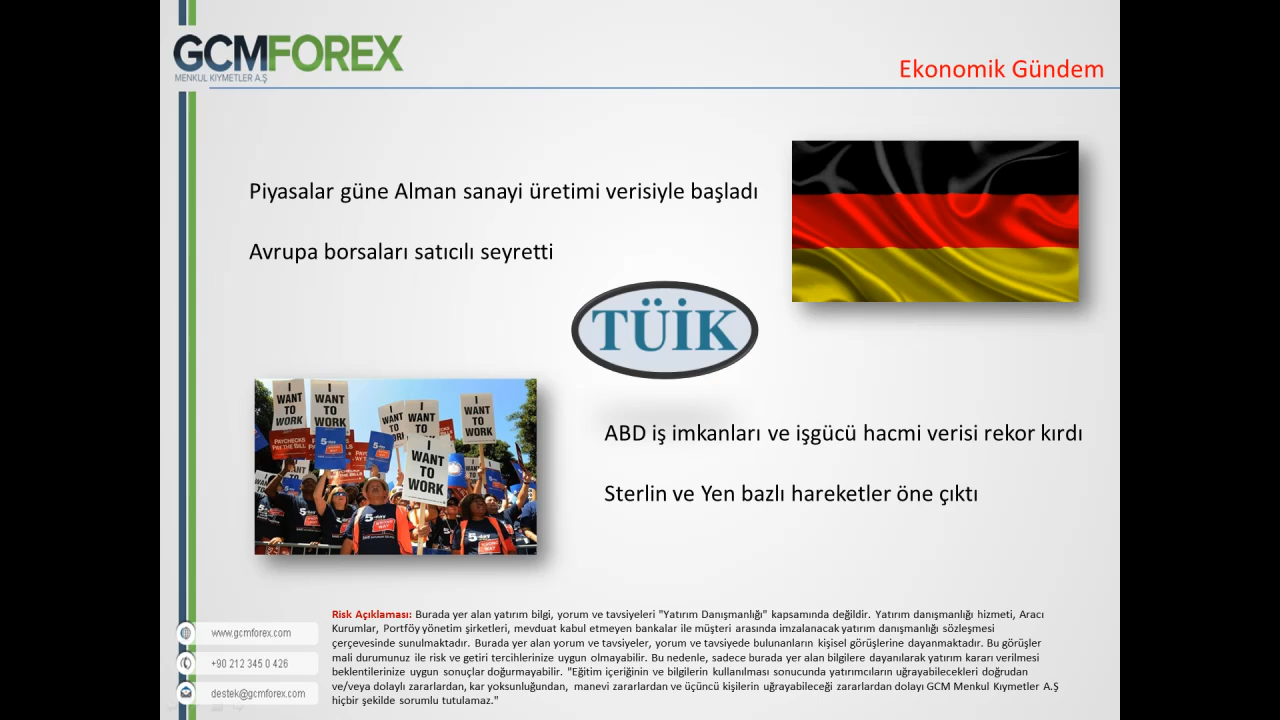 GCMFOREX
MENKUL KIYMETLER A.Ş
Ekonomik Gündem
Piyasalar güne Alman sanayi üretimi verisiyle başladı
Avrupa borsaları satıcılı seyretti
TÜİK
I WANT TO WORK
I WANT TO WORK
I WANT TO WORK
I WANT TO WORK
PAYCHECKS PAY THE BILLS
5-day
ABD iş imkanları ve işgücü hacmi verisi rekor kırdı
Sterlin ve Yen bazlı hareketler öne çıktı
Risk Açıklaması: Burada yer alan yatırım bilgi, yorum ve tavsiyeleri "Yatırım Danışmanlığı" kapsamında değildir. Yatırım danışmanlığı hizmeti, Aracı
Kurumlar, Portföy yönetim şirketleri, mevduat kabul etmeyen bankalar ile müşteri arasında imzalanacak yatırım danışmanlığı sözleşmesi
çerçevesinde sunulmaktadır. Burada yer alan yorum ve tavsiyeler, yorum ve tavsiyede bulunanların kişisel görüşlerine dayanmaktadır. Bu görüşler
mali durumunuz ile risk ve getiri tercihlerinize uygun olmayabilir. Bu nedenle, sadece burada yer alan bilgilere dayanılarak yatırım kararı verilmesi
beklentilerinize uygun sonuçlar doğurmayabilir. "Eğitim içeriğinin ve bilgilerin kullanılması sonucunda yatırımcıların uğrayabilecekleri doğrudan
ve/veya dolaylı zararlardan, kar yoksunluğundan, manevi zararlardan ve üçüncü kişilerin uğrayabileceği zararlardan dolayı GCM Menkul Kıymetler A.Ş
hiçbir şekilde sorumlu tutulamaz."
www.gcmforex.com
+90 212 345 0 426
destek@gcmforex.com